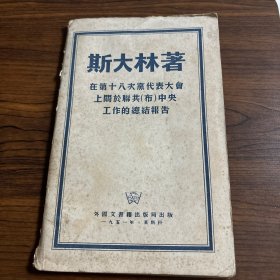 斯大林著
在第十八次黨代表大會
上關於聯共(布)中央
工作的總結報告
外國文書籍出版局出版
一九五一年·莫斯科